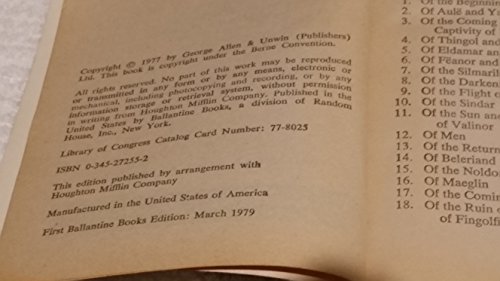 Copyright © 1977 by George Allen & Unwin (Publishers)
Ltd. This book is copyright under the Berne Convention.
All rights reserved. No part of this work may be reproduced
or transmitted in any form or by any means, electronic or
mechanical, including photocopying and recording, or by any
information storage or retrieval system, without permission
in writing from Houghton Mifflin Company. Published in the
United States by Ballantine Books, a division of Random
House, Inc., New York.
Library of Congress Catalog Card Number: 77-8025
ISBN 0-345-27255-2
This edition published by arrangement with
Houghton Mifflin Company
Manufactured in the United States of America
First Ballantine Books Edition: March 1979
1. Of the Beginning
2. Of Aulë and
3. Of the Coming
Captivity of
4. Of Thingol and
5. Of Eldamar and
6. Of Fëanor and
7. Of the
8. Of the
9. Of the Flight
10. Of the Sindar
11. Of the Sun and
of Valinor
12. Of Men
13. Of the Return
14. Of Beleriand
15. Of the
16. Of Maeglin
17. Of the
18. Of the Ruin
of